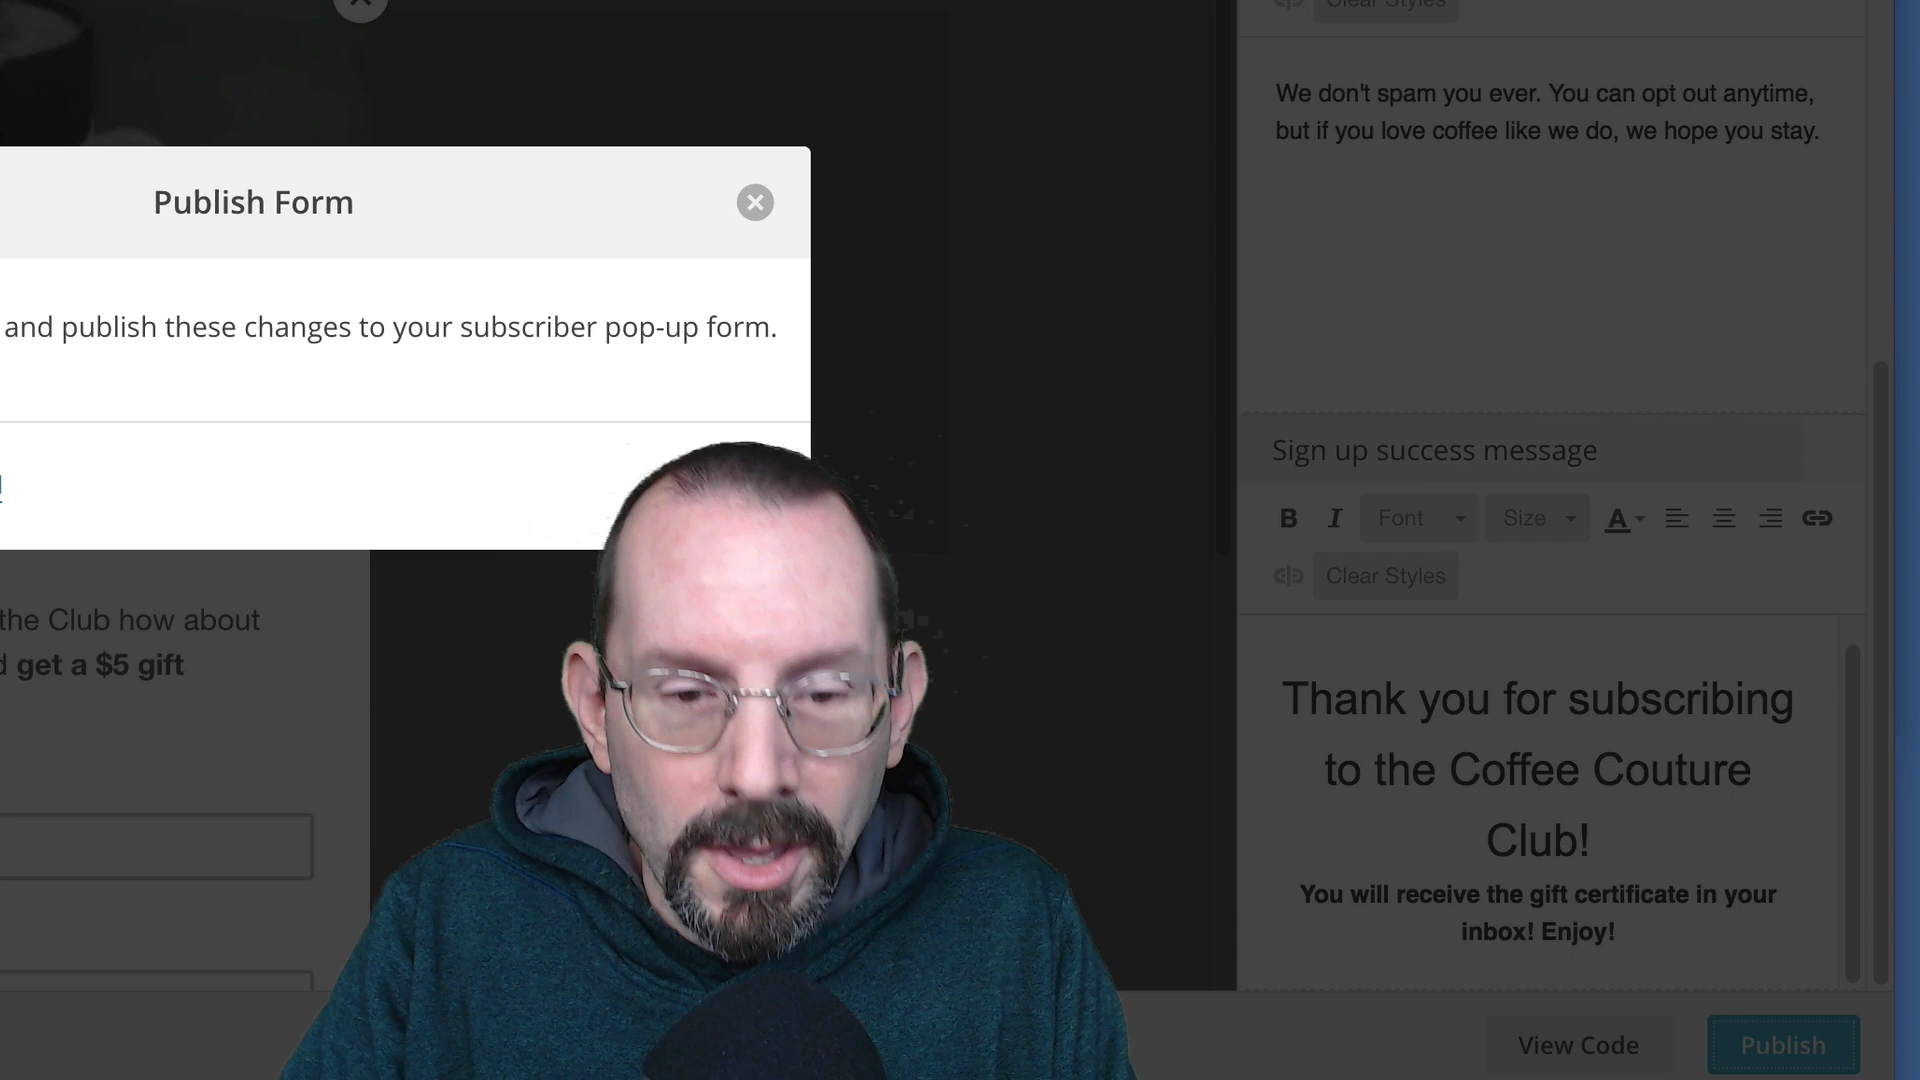 Clear Styles
We don't spam you ever. You can opt out anytime,
but if you love coffee like we do, we hope you stay.
Publish Form
and publish these changes to your subscriber pop-up form.
Sign up success message
B I Font Size A
Clear Styles
the Club how about
get a $5 gift
Thank you for subscribing
to the Coffee Couture
Club!
You will receive the gift certificate in your
inbox! Enjoy!
View Code
Publish